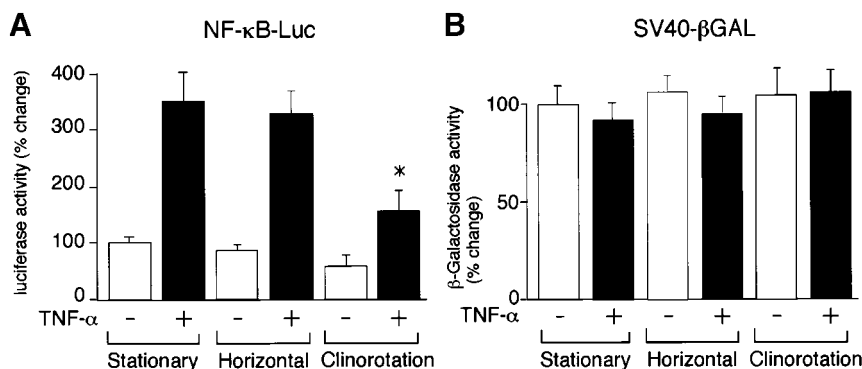 A
NF-κB-Luc
luciferase activity (% change)
400
300
200
100
0
*
TNF-α - + - + - +
Stationary Horizontal Clinorotation
B
SV40-βGAL
β-Galactosidase activity
(% change)
100
50
0
TNF-α - + - + - +
Stationary Horizontal Clinorotation